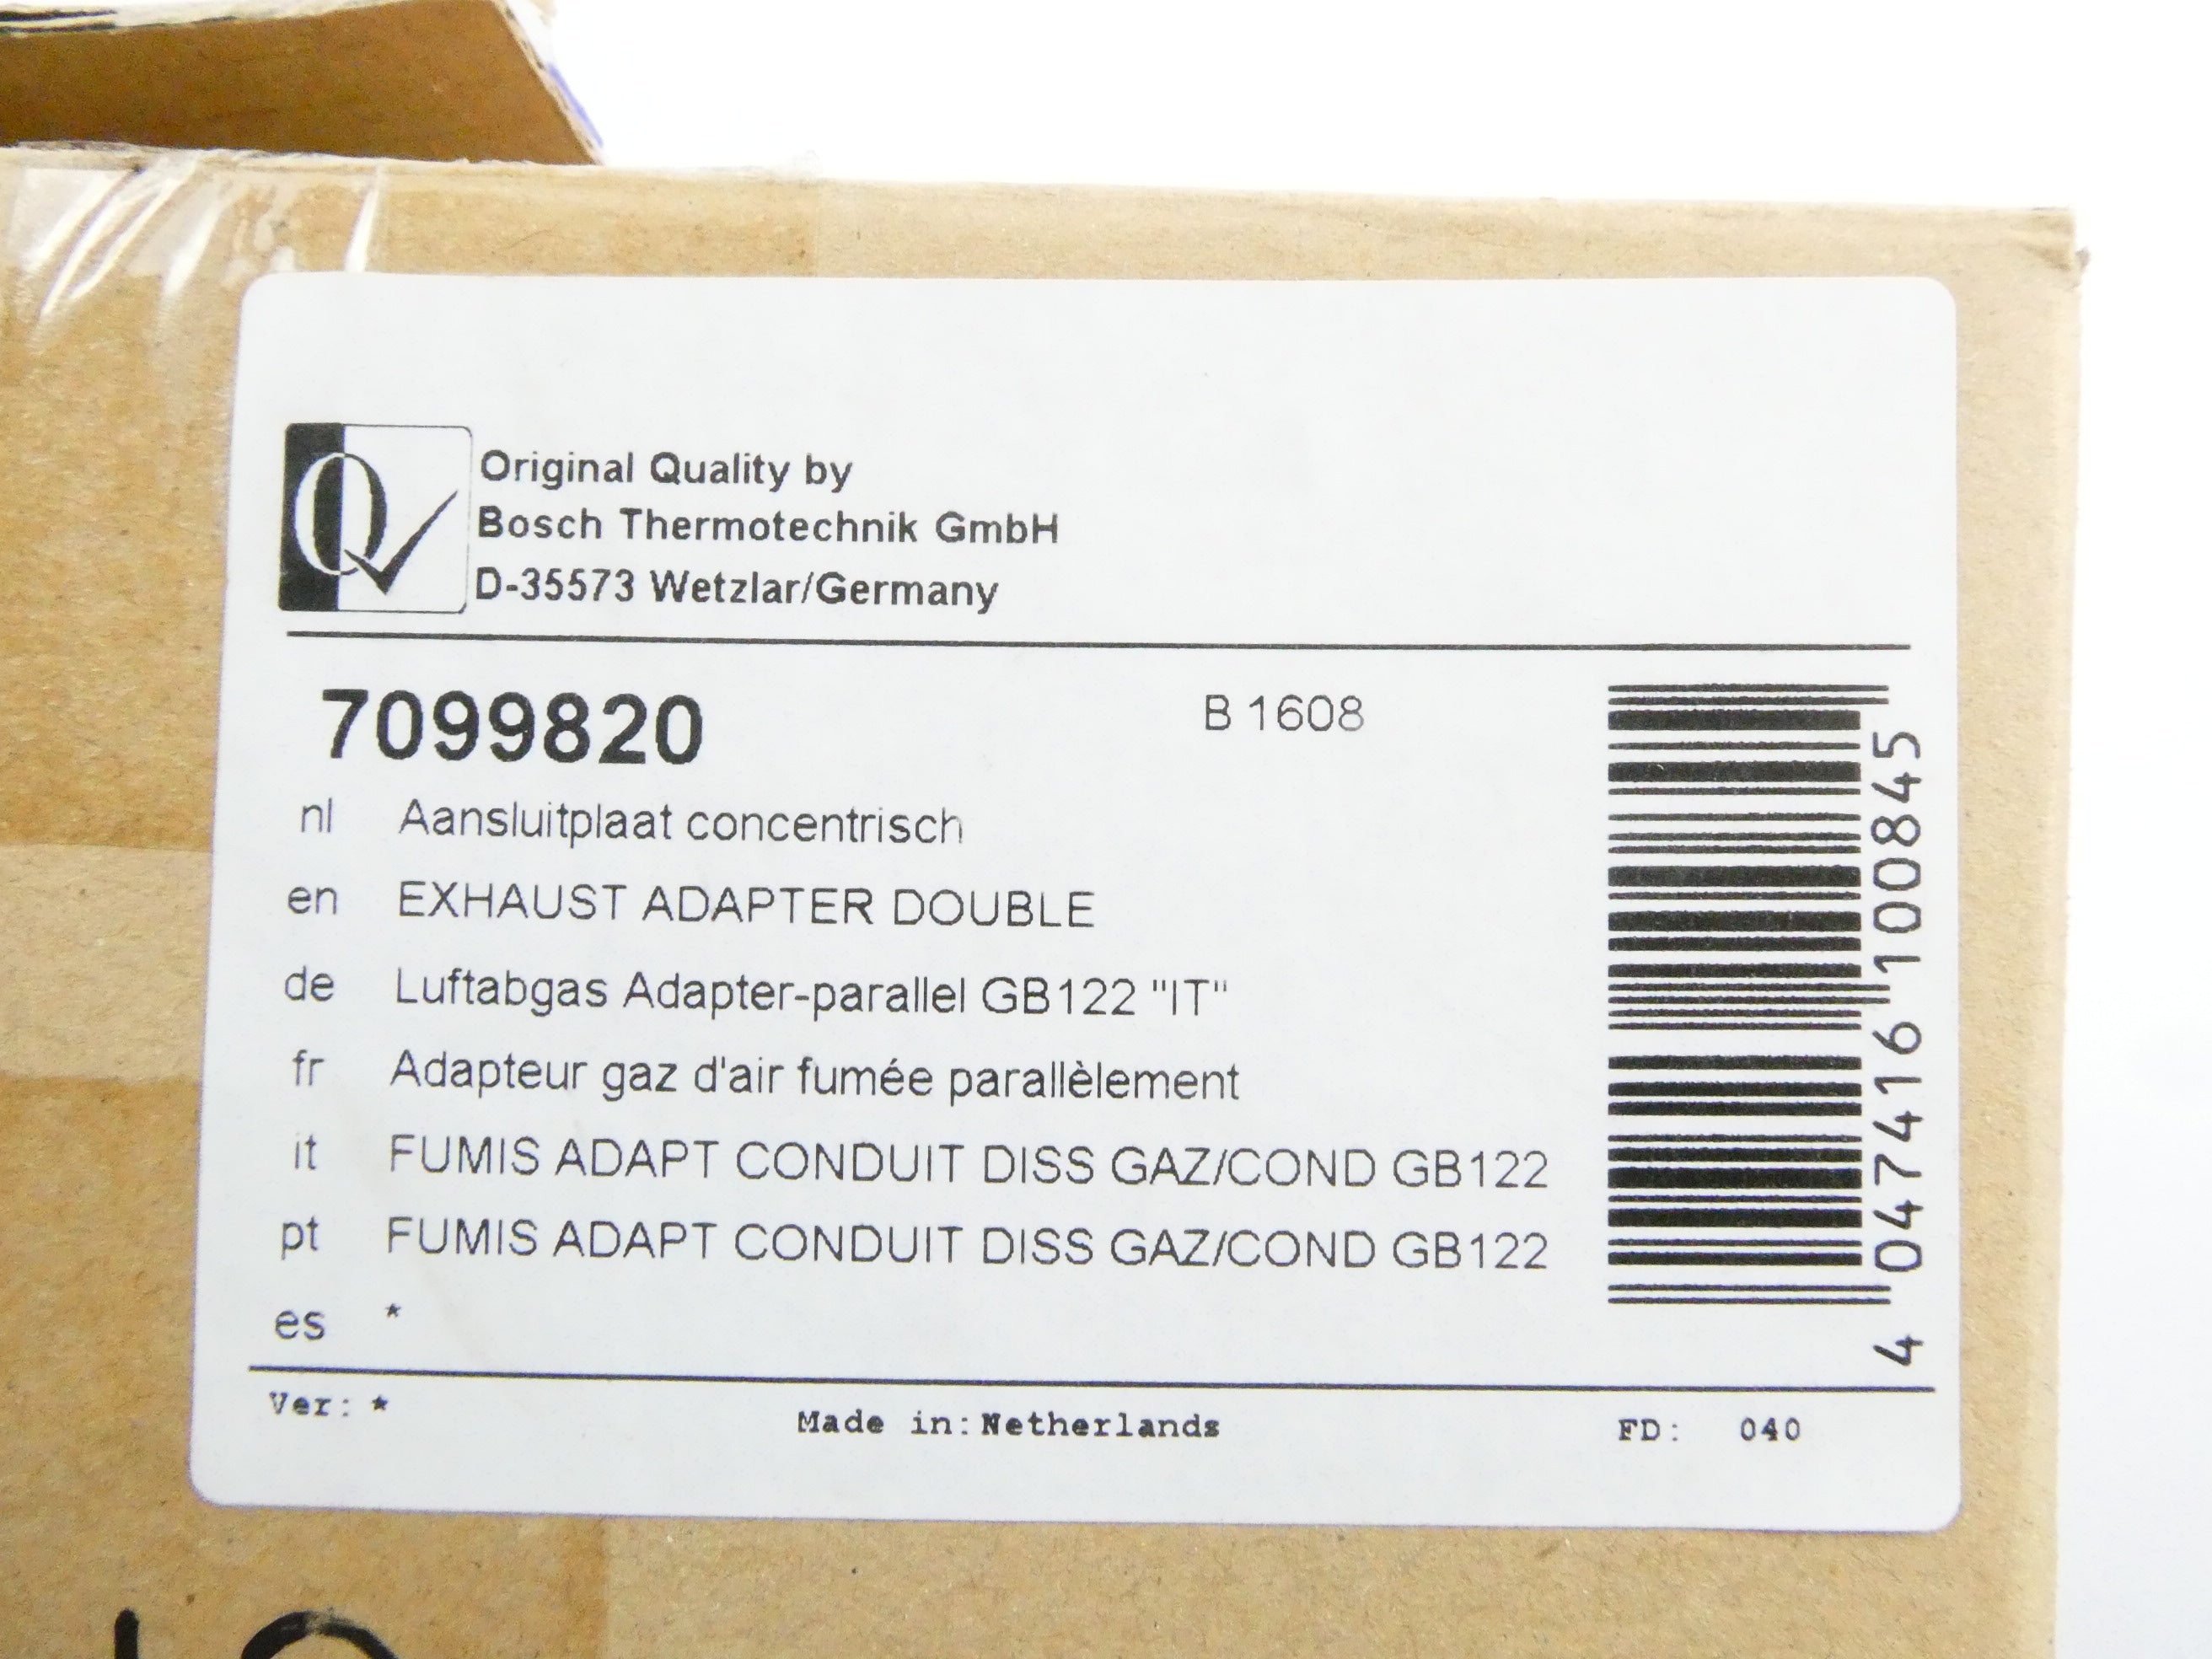 Original Quality by
Bosch Thermotechnik GmbH
D-35573 Wetzlar/Germany
7099820 B 1608
nl Aansluitplaat concentrisch
en EXHAUST ADAPTER DOUBLE
de Luftabgas Adapter-parallel GB122 "IT"
fr Adapteur gaz d'air fumée parallèlement
it FUMIS ADAPT CONDUIT DISS GAZ/COND GB122
pt FUMIS ADAPT CONDUIT DISS GAZ/COND GB122
es *
4 047416 100845
Ver: * Made in: Netherlands FD: 040